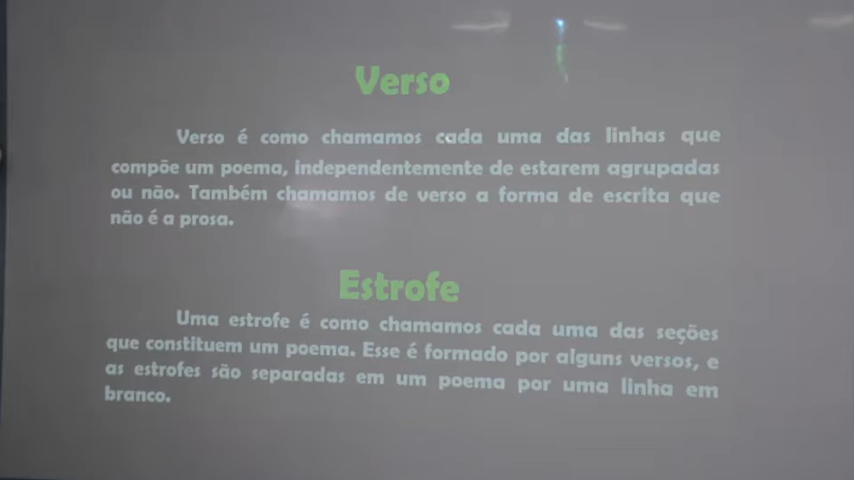 Verso
Verso é como chamamos cada uma das linhas que
compõe um poema, independentemente de estarem agrupadas
ou não. Também chamamos de verso a forma de escrita que
não é a prosa.
Estrofe
Uma estrofe é como chamamos cada uma das seções
que constituem um poema. Esse é formado por alguns versos, e
as estrofes são separadas em um poema por uma linha em
branco.